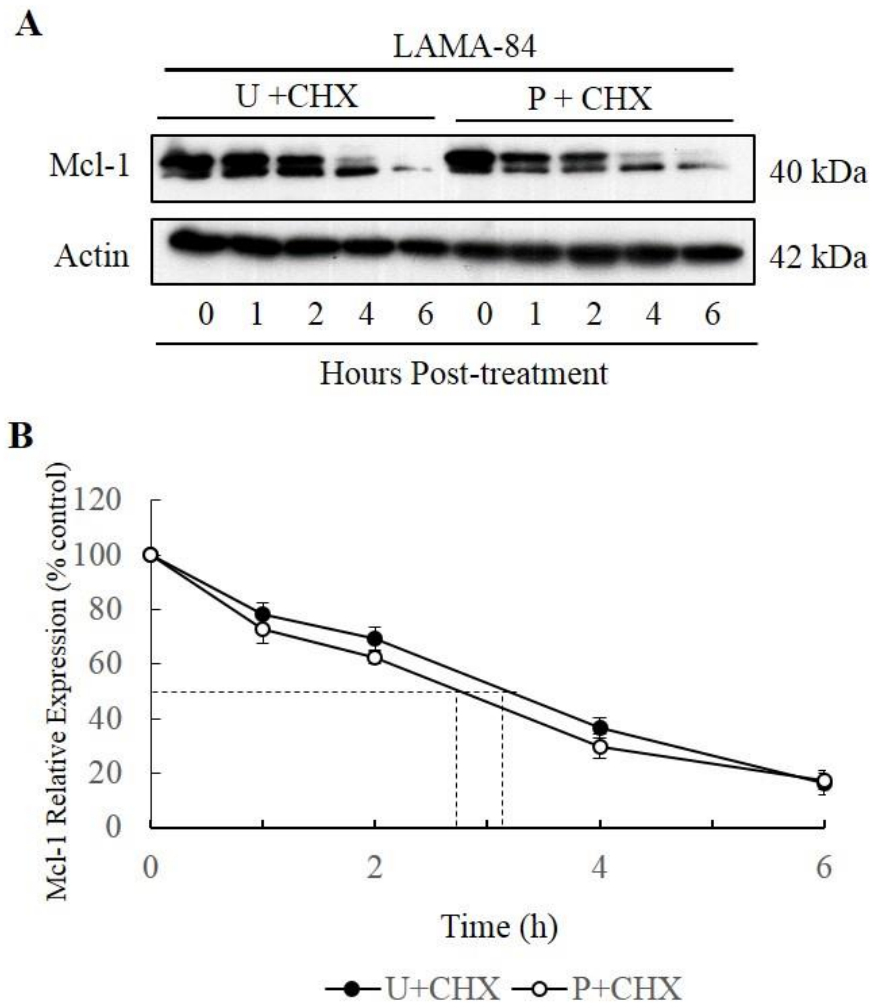 A
LAMA-84
U +CHX P + CHX
Mcl-1 40 kDa
Actin 42 kDa
0 1 2 4 6 0 1 2 4 6
Hours Post-treatment
B
Mcl-1 Relative Expression (% control)
120
100
80
60
40
20
0
0 2 4 6
Time (h)
U+CHX P+CHX